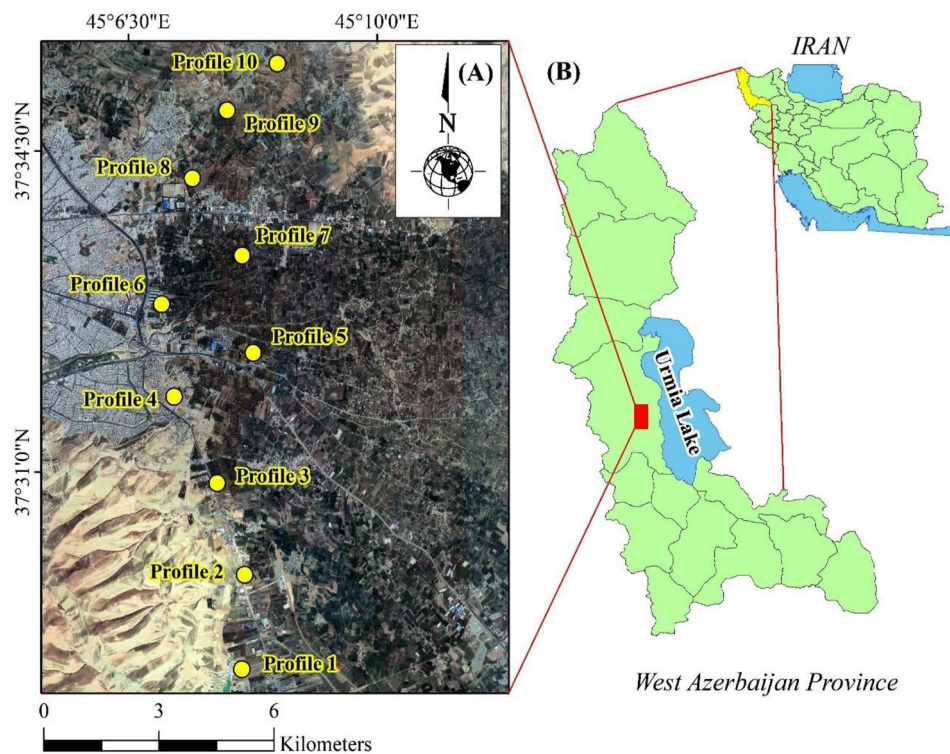 45°6'30"E
45°10'0"E
IRAN
(A)
(B)
N
37°34'30"N
37°31'0"N
Profile 10
Profile 9
Profile 8
Profile 7
Profile 6
Profile 5
Profile 4
Profile 3
Profile 2
Profile 1
Urmia Lake
West Azerbaijan Province
0
3
6
Kilometers